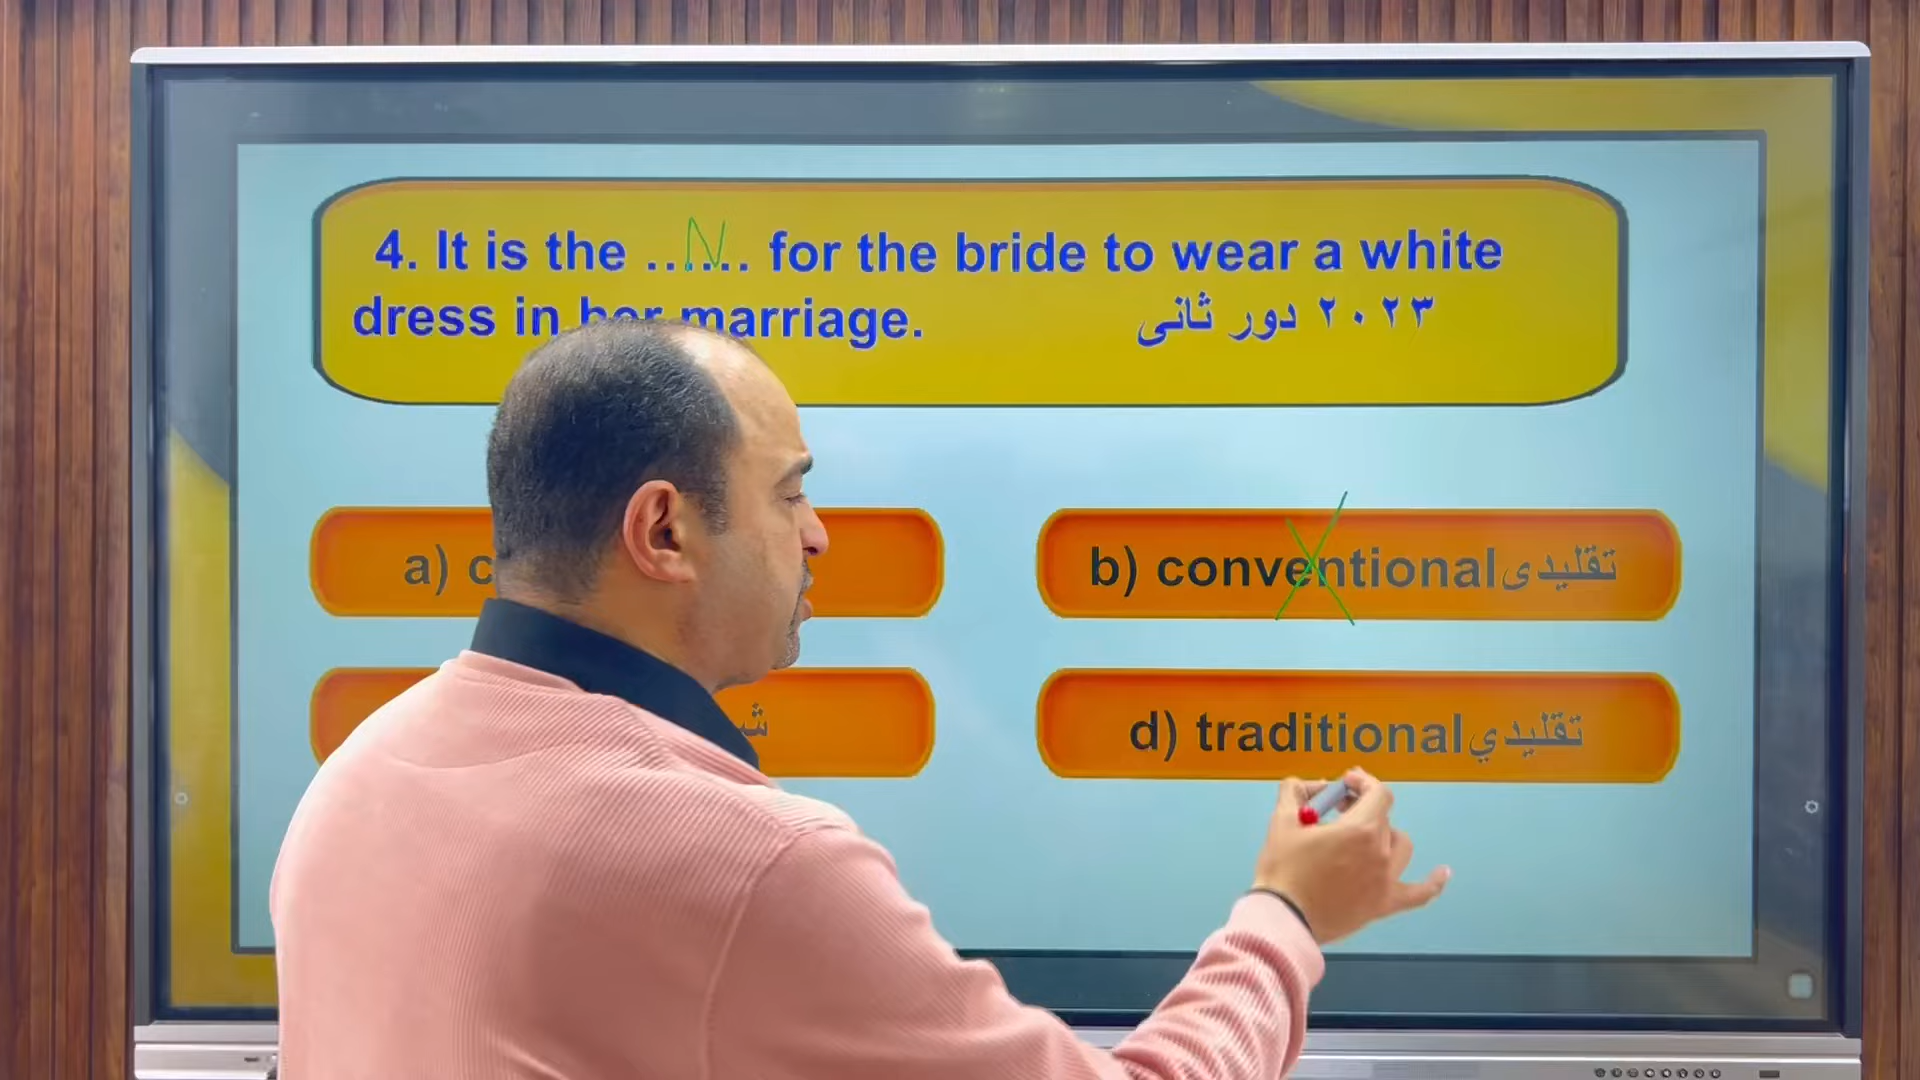 4. It is the ...N... for the bride to wear a white
dress in her marriage. ٢٠٢٣ دور ثانى
a) c
b) conventional تقليدى
d) traditional تقليدي